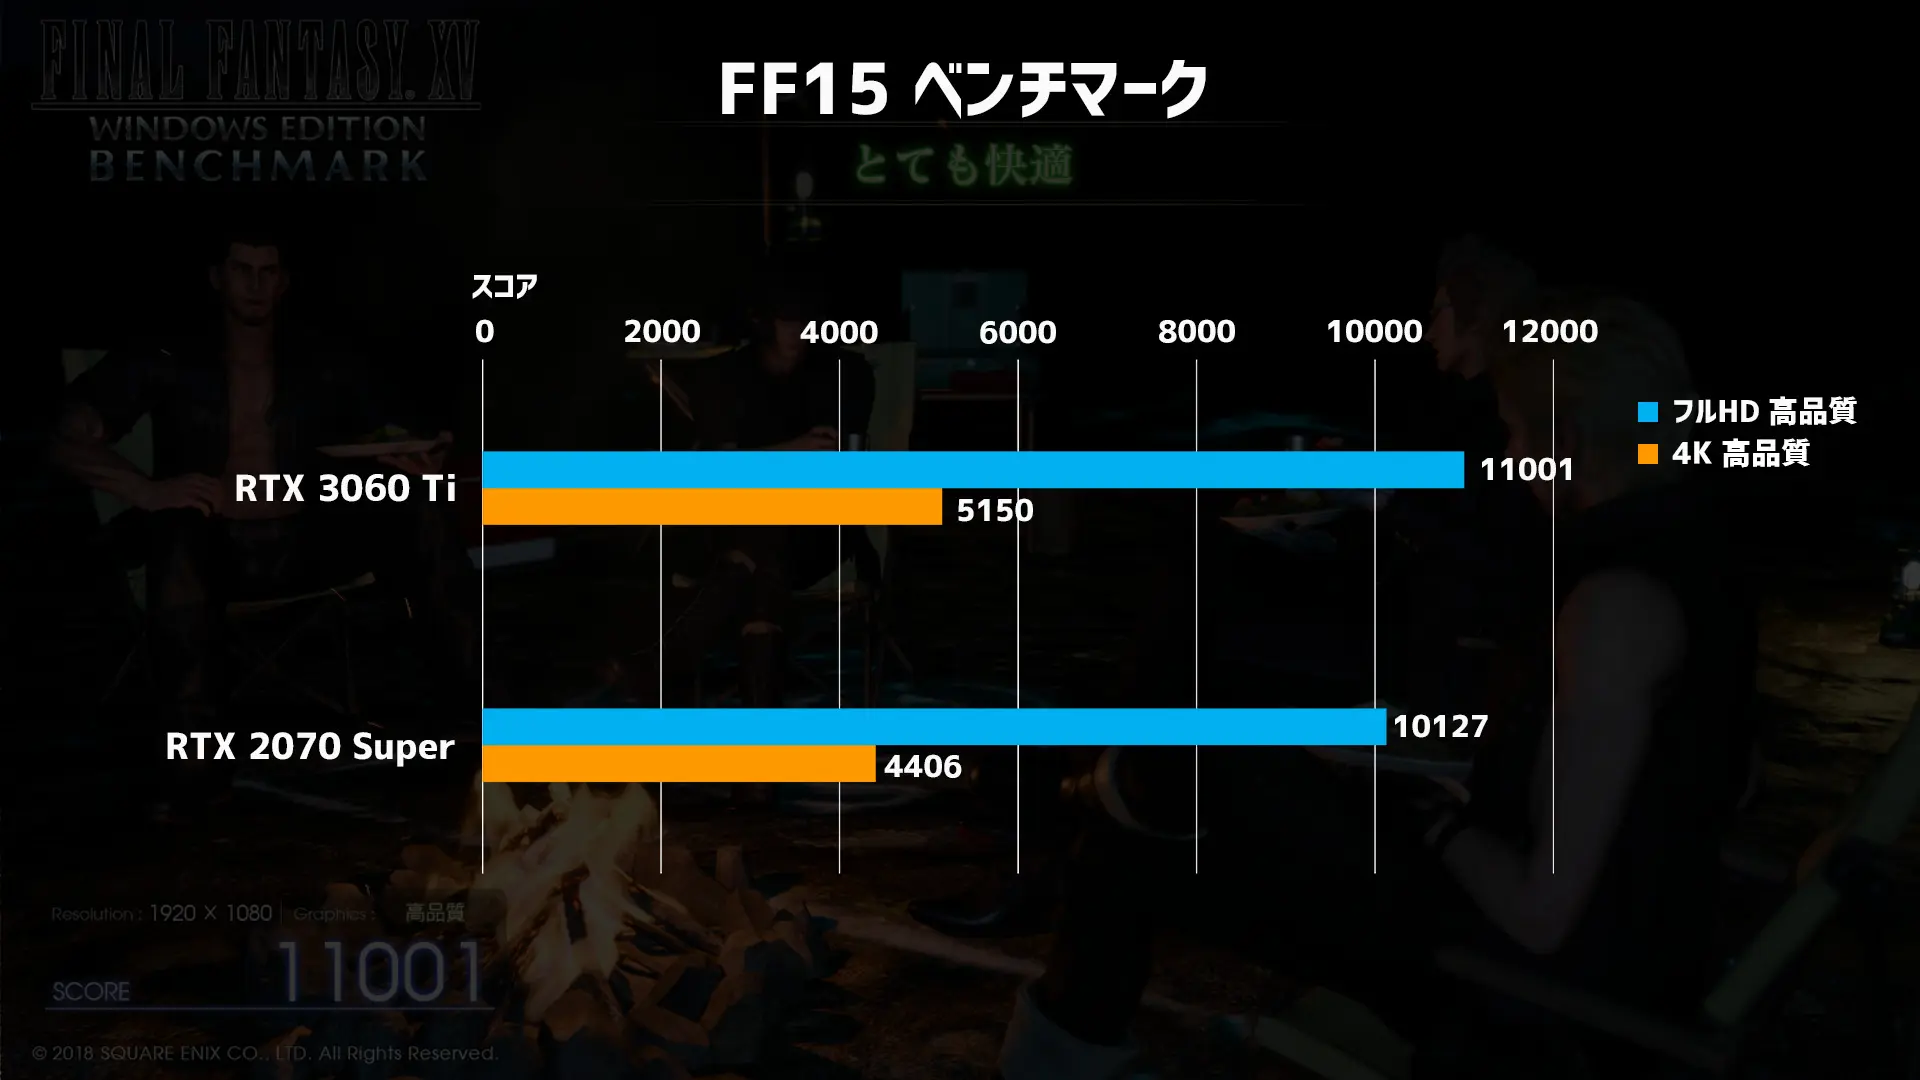 FINAL FANTASY XV
WINDOWS EDITION
BENCHMARK
FF15 ベンチマーク
とても快適
スコア
0 2000 4000 6000 8000 10000 12000
フルHD 高品質
4K 高品質
RTX 3060 Ti
11001
5150
RTX 2070 Super
10127
4406
Resolution : 1920 × 1080 Graphics : 高品質
SCORE 11001
© 2018 SQUARE ENIX CO., LTD. All Rights Reserved.